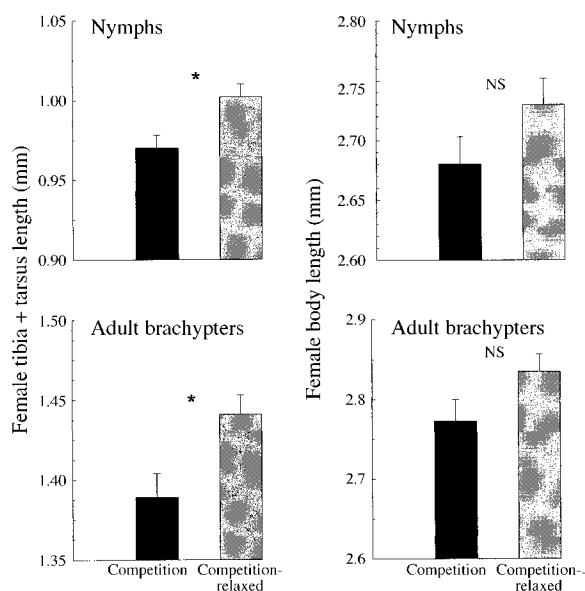 Nymphs
Female tibia + tarsus length (mm)
1.05
1.00
0.95
0.90
*
Nymphs
Female body length (mm)
2.80
2.75
2.70
2.65
2.60
NS
Adult brachypters
1.50
1.45
1.40
1.35
*
Competition
Competition-
relaxed
Adult brachypters
2.9
2.8
2.7
2.6
NS
Competition
Competition-
relaxed